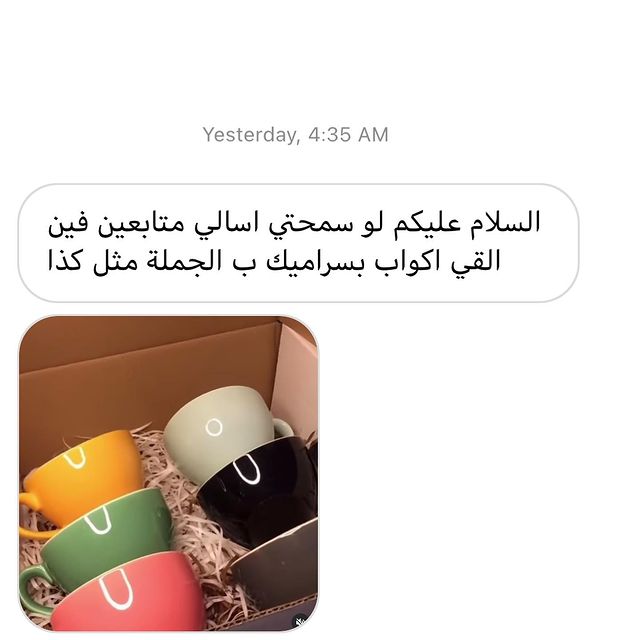 Yesterday, 4:35 AM
السلام عليكم لو سمحتي اسالي متابعين فين
القي اكواب بسراميك ب الجملة مثل كذا